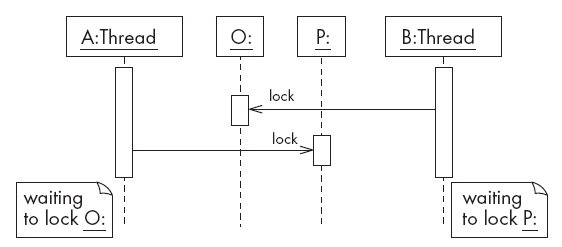 A:Thread
O:
P:
B:Thread
lock
lock
waiting
to lock O:
waiting
to lock P: